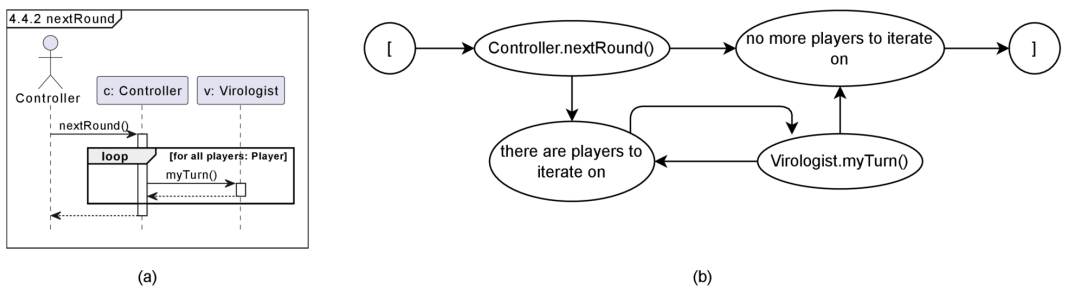 4.4.2 nextRound
Controller
c: Controller
v: Virologist
nextRound()
loop
[for all players: Player]
myTurn()
(a)
[
Controller.nextRound()
no more players to iterate
on
]
there are players to
iterate on
Virologist.myTurn()
(b)